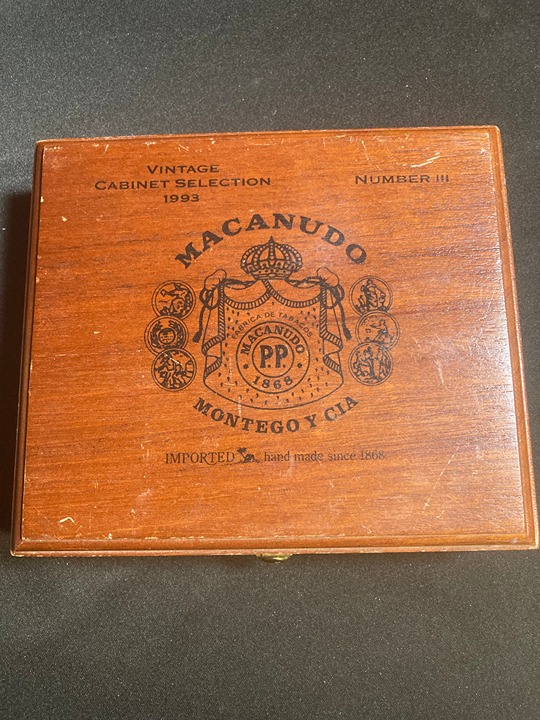 VINTAGE
CABINET SELECTION
1993
NUMBER III
MACANUDO
FABRICA DE TABACOS
MACANUDO
P.P.
1868
MONTEGO Y CIA
IMPORTED hand made since 1868